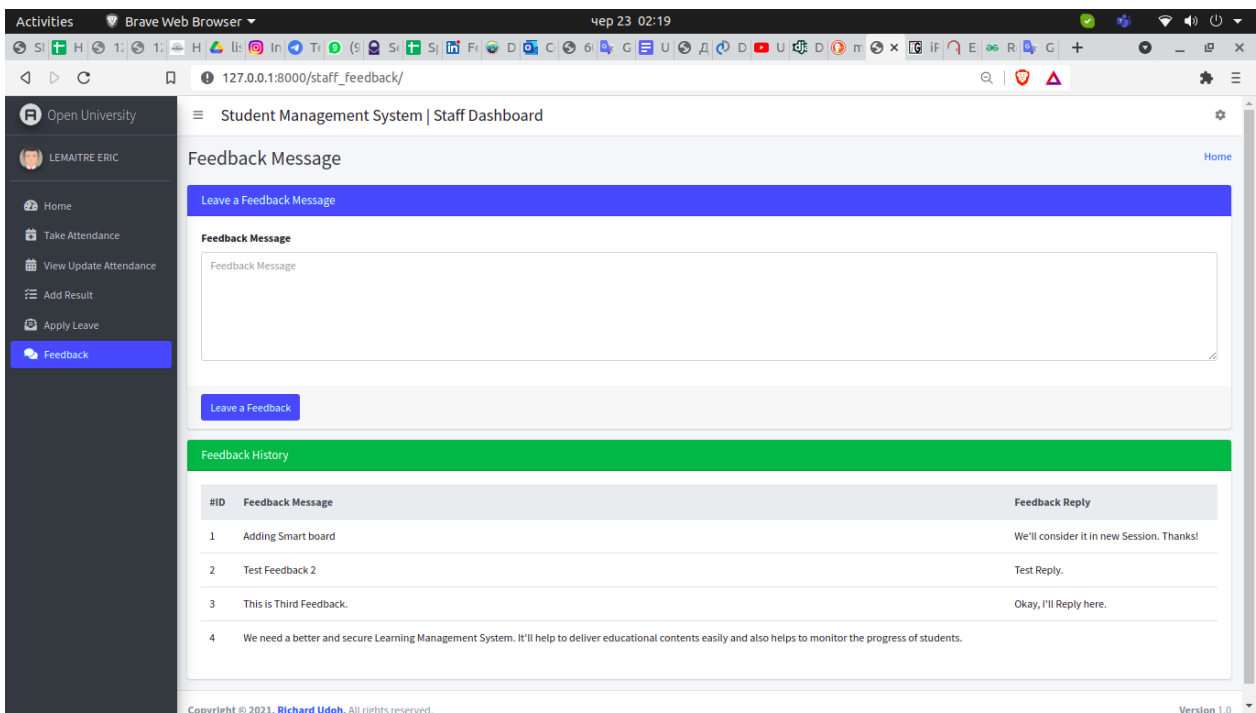 Activities Brave Web Browser чер 23 02:19
127.0.0.1:8000/staff_feedback/
Open University
Student Management System | Staff Dashboard
LEMAITRE ERIC
Feedback Message Home
Home
Take Attendance
View Update Attendance
Add Result
Apply Leave
Feedback
Leave a Feedback Message
Feedback Message
Feedback Message
Leave a Feedback
Feedback History
#ID Feedback Message Feedback Reply
1 Adding Smart board We'll consider it in new Session. Thanks!
2 Test Feedback 2 Test Reply.
3 This is Third Feedback. Okay, I'll Reply here.
4 We need a better and secure Learning Management System. It'll help to deliver educational contents easily and also helps to monitor the progress of students.
Copyright © 2021. Richard Udoh. All rights reserved. Version 1.0